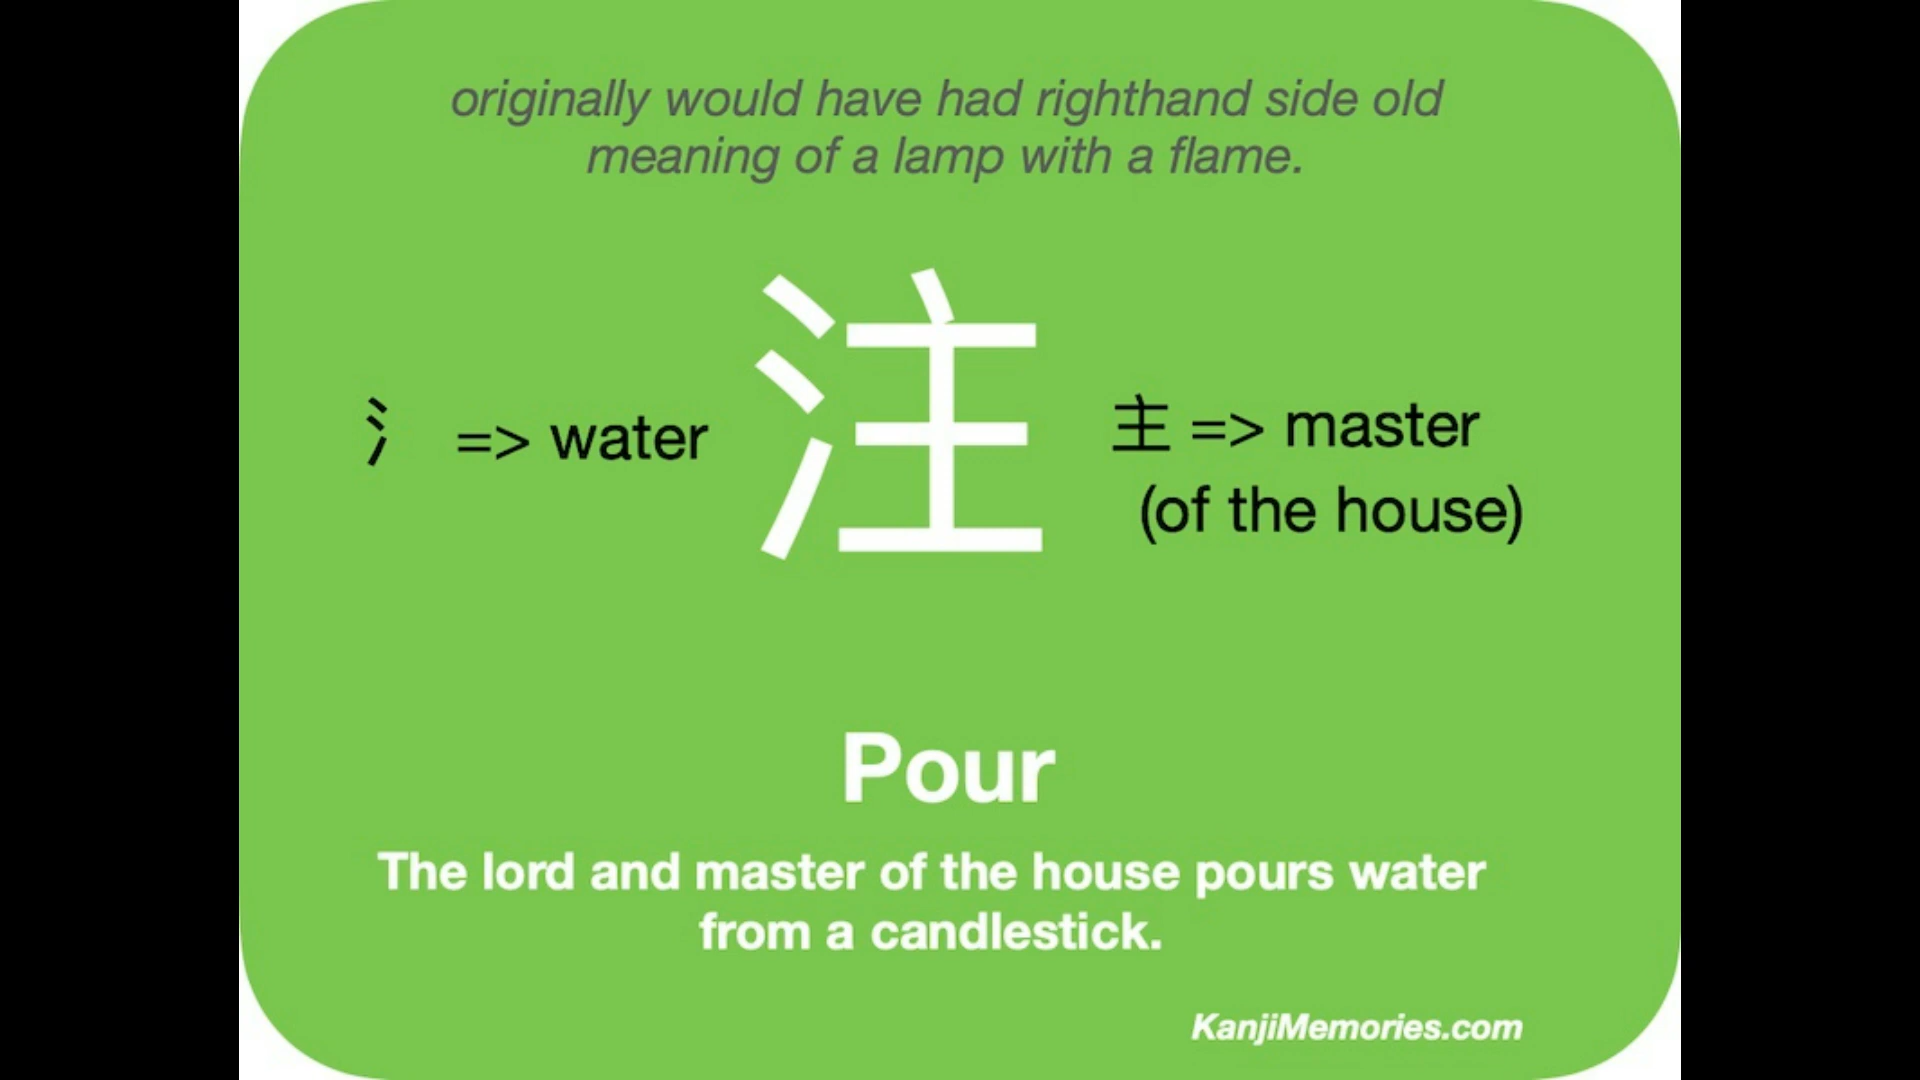 originally would have had righthand side old
meaning of a lamp with a flame.
注
氵 => water
主 => master
(of the house)
Pour
The lord and master of the house pours water
from a candlestick.
KanjiMemories.com